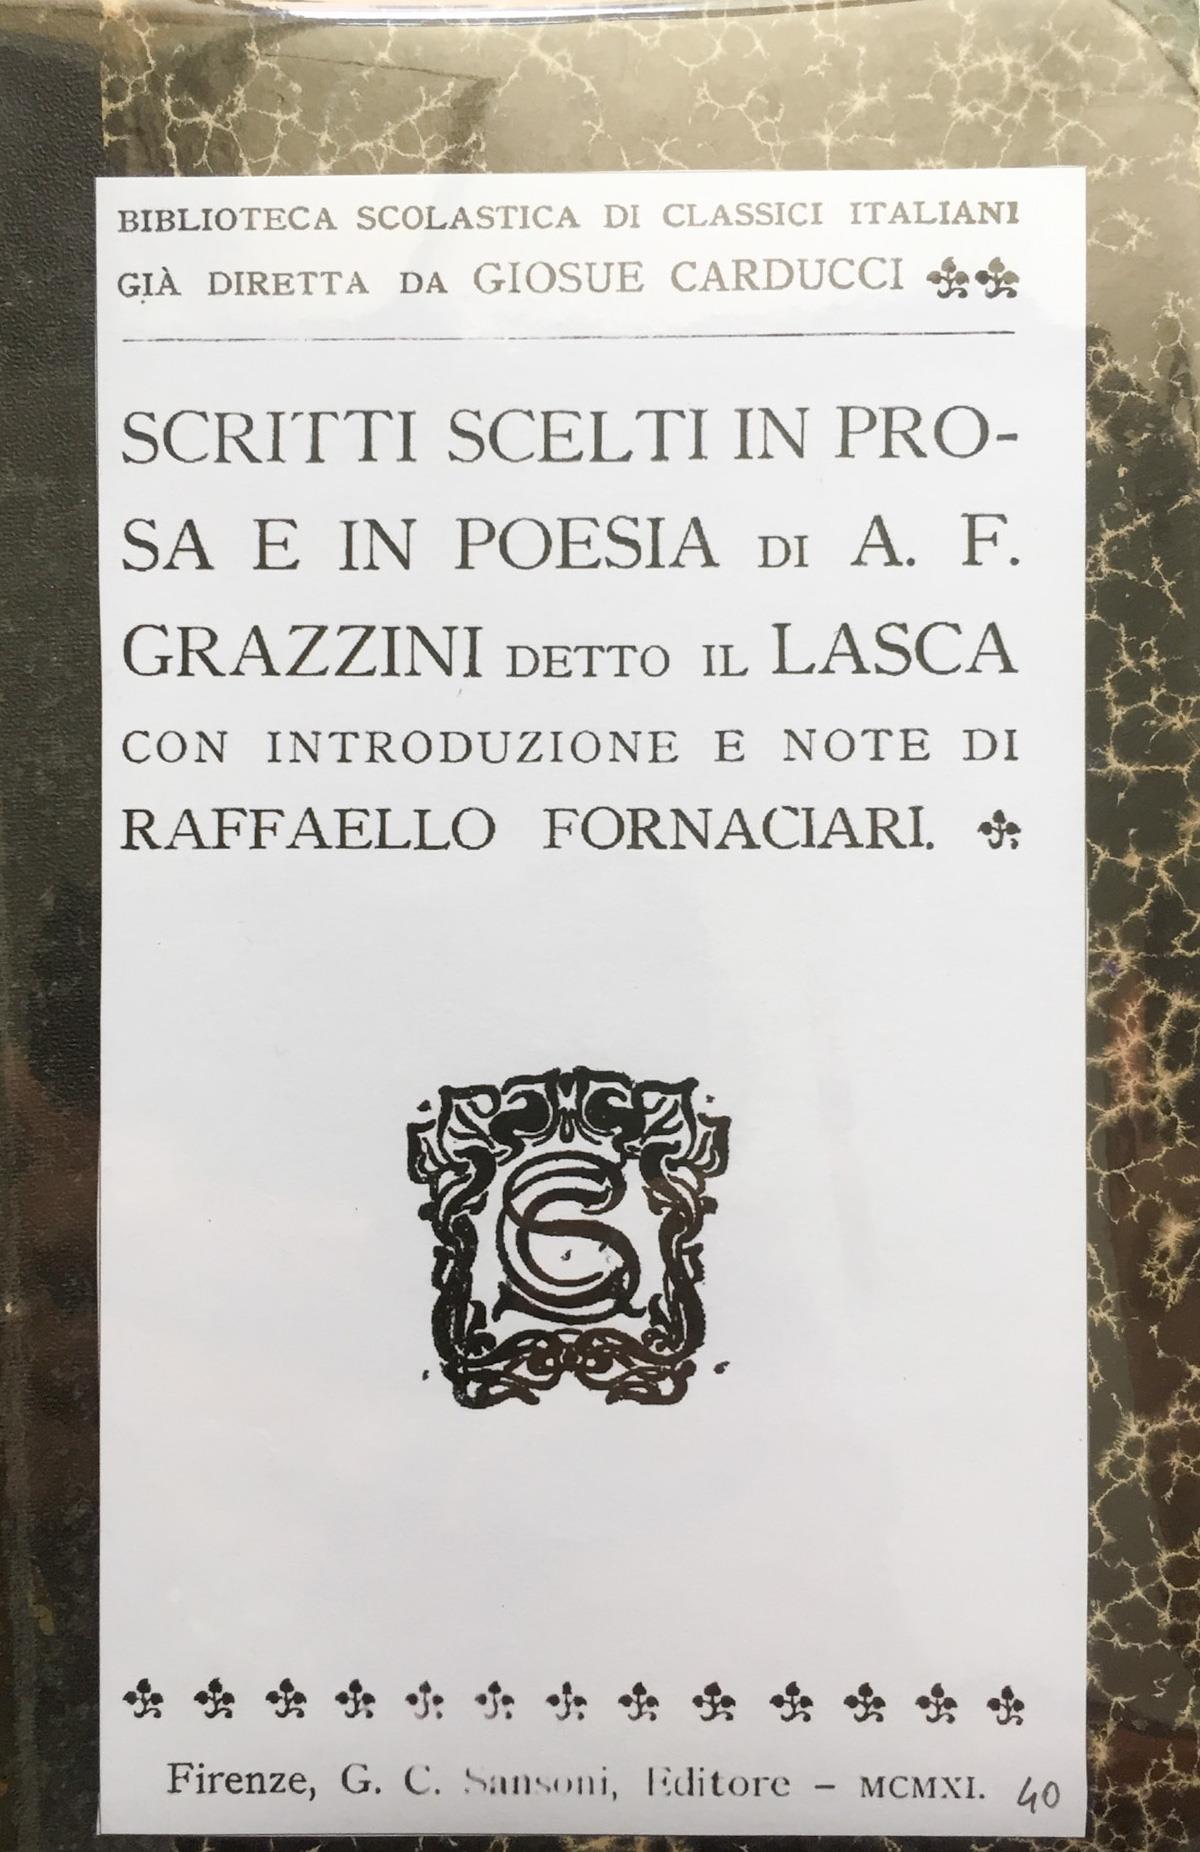 BIBLIOTECA SCOLASTICA DI CLASSICI ITALIANI
GIÀ DIRETTA DA GIOSUE CARDUCCI
SCRITTI SCELTI IN PRO-
SA E IN POESIA DI A. F.
GRAZZINI DETTO IL LASCA
CON INTRODUZIONE E NOTE DI
RAFFAELLO FORNACIARI.
Firenze, G. C. Sansoni, Editore - MCMXI. 40